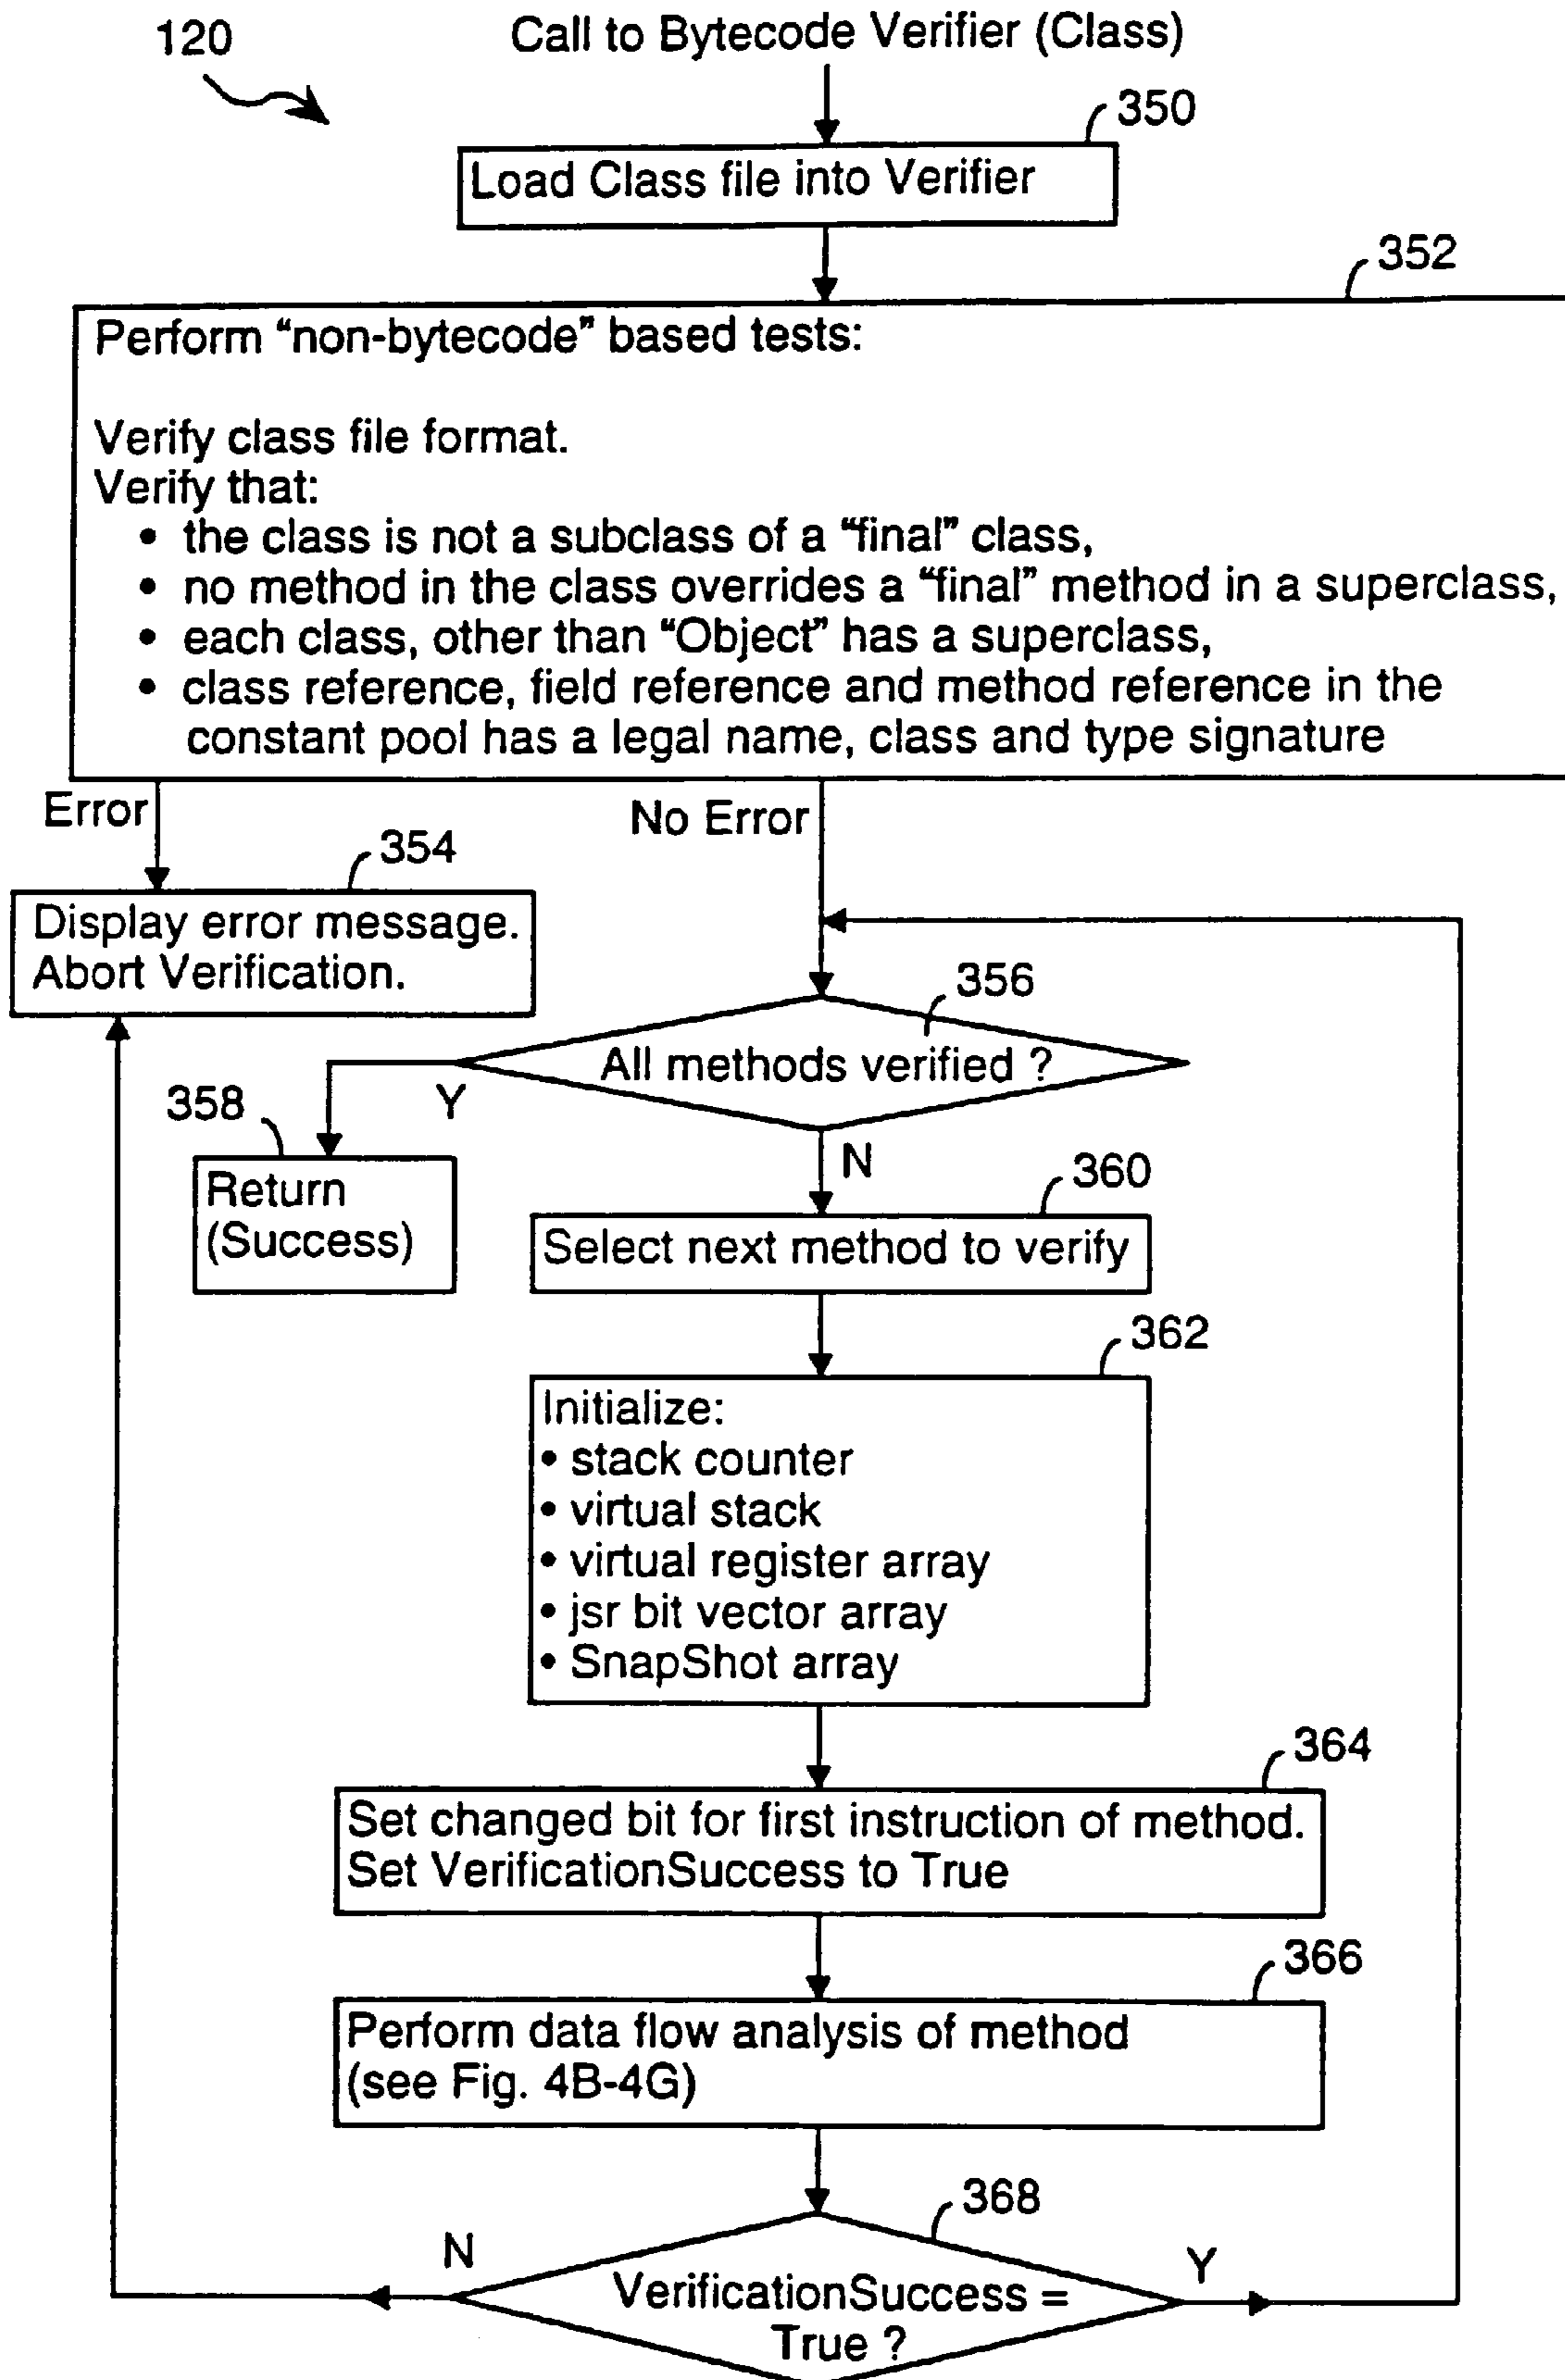 120
Call to Bytecode Verifier (Class)
350
Load Class file into Verifier
352
Perform “non-bytecode” based tests:
Verify class file format.
Verify that:
• the class is not a subclass of a “final” class,
• no method in the class overrides a “final” method in a superclass,
• each class, other than “Object” has a superclass,
• class reference, field reference and method reference in the
constant pool has a legal name, class and type signature
Error
No Error
354
Display error message.
Abort Verification.
356
All methods verified ?
Y
358
Return
(Success)
N
360
Select next method to verify
362
Initialize:
• stack counter
• virtual stack
• virtual register array
• jsr bit vector array
• SnapShot array
364
Set changed bit for first instruction of method.
Set VerificationSuccess to True
366
Perform data flow analysis of method
(see Fig. 4B-4G)
368
N
Y
VerificationSuccess =
True ?